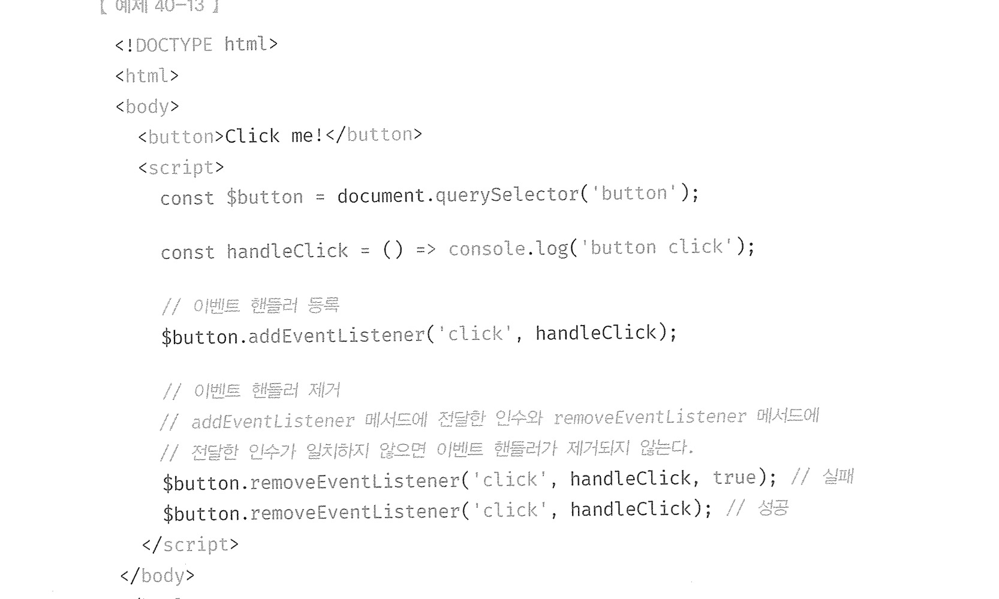 【 예제 40-13 】
<!DOCTYPE html>
<html>
<body>
<button>Click me!</button>
<script>
const $button = document.querySelector('button');
const handleClick = () => console.log('button click');
// 이벤트 핸들러 등록
$button.addEventListener('click', handleClick);
// 이벤트 핸들러 제거
// addEventListener 메서드에 전달한 인수와 removeEventListener 메서드에
// 전달한 인수가 일치하지 않으면 이벤트 핸들러가 제거되지 않는다.
$button.removeEventListener('click', handleClick, true); // 실패
$button.removeEventListener('click', handleClick); // 성공
</script>
</body>